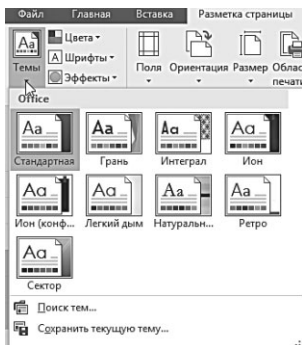 Файл Главная Вставка Разметка страницы
Цвета
Шрифты
Эффекты
Темы
Поля Ориентация Размер Облас
печати
Office
Aa Aa Aa Aa
Стандартная Грань Интеграл Ион
Aa Aa Aa Aa
Ион (конф... Легкий дым Натуральн... Ретро
Aa
Сектор
Поиск тем...
Сохранить текущую тему...